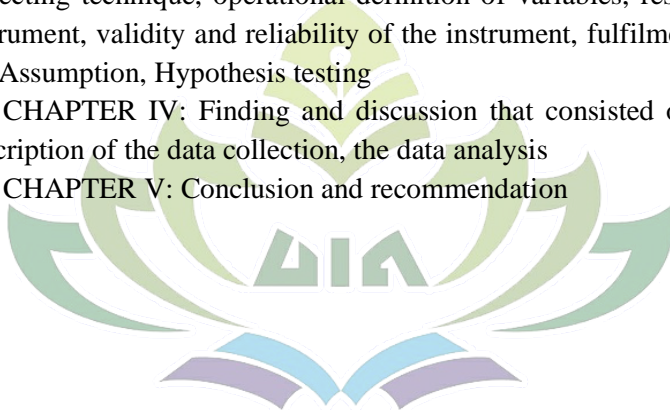 ecting technique, operational definition of variables, res
rument, validity and reliability of the instrument, fulfilme
Assumption, Hypothesis testing
CHAPTER IV: Finding and discussion that consisted o
cription of the data collection, the data analysis
CHAPTER V: Conclusion and recommendation
UIN